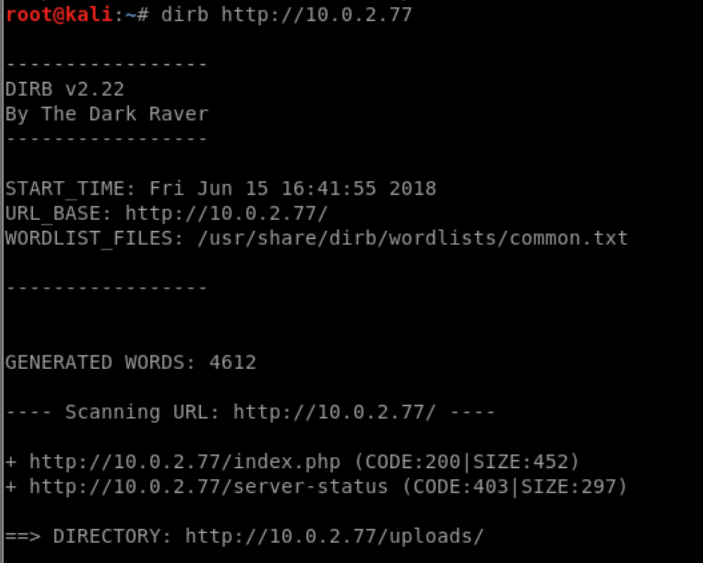 root@kali:~# dirb http://10.0.2.77
-----------------
DIRB v2.22
By The Dark Raver
-----------------
START_TIME: Fri Jun 15 16:41:55 2018
URL_BASE: http://10.0.2.77/
WORDLIST_FILES: /usr/share/dirb/wordlists/common.txt
-----------------
GENERATED WORDS: 4612
---- Scanning URL: http://10.0.2.77/ ----
+ http://10.0.2.77/index.php (CODE:200|SIZE:452)
+ http://10.0.2.77/server-status (CODE:403|SIZE:297)
==> DIRECTORY: http://10.0.2.77/uploads/